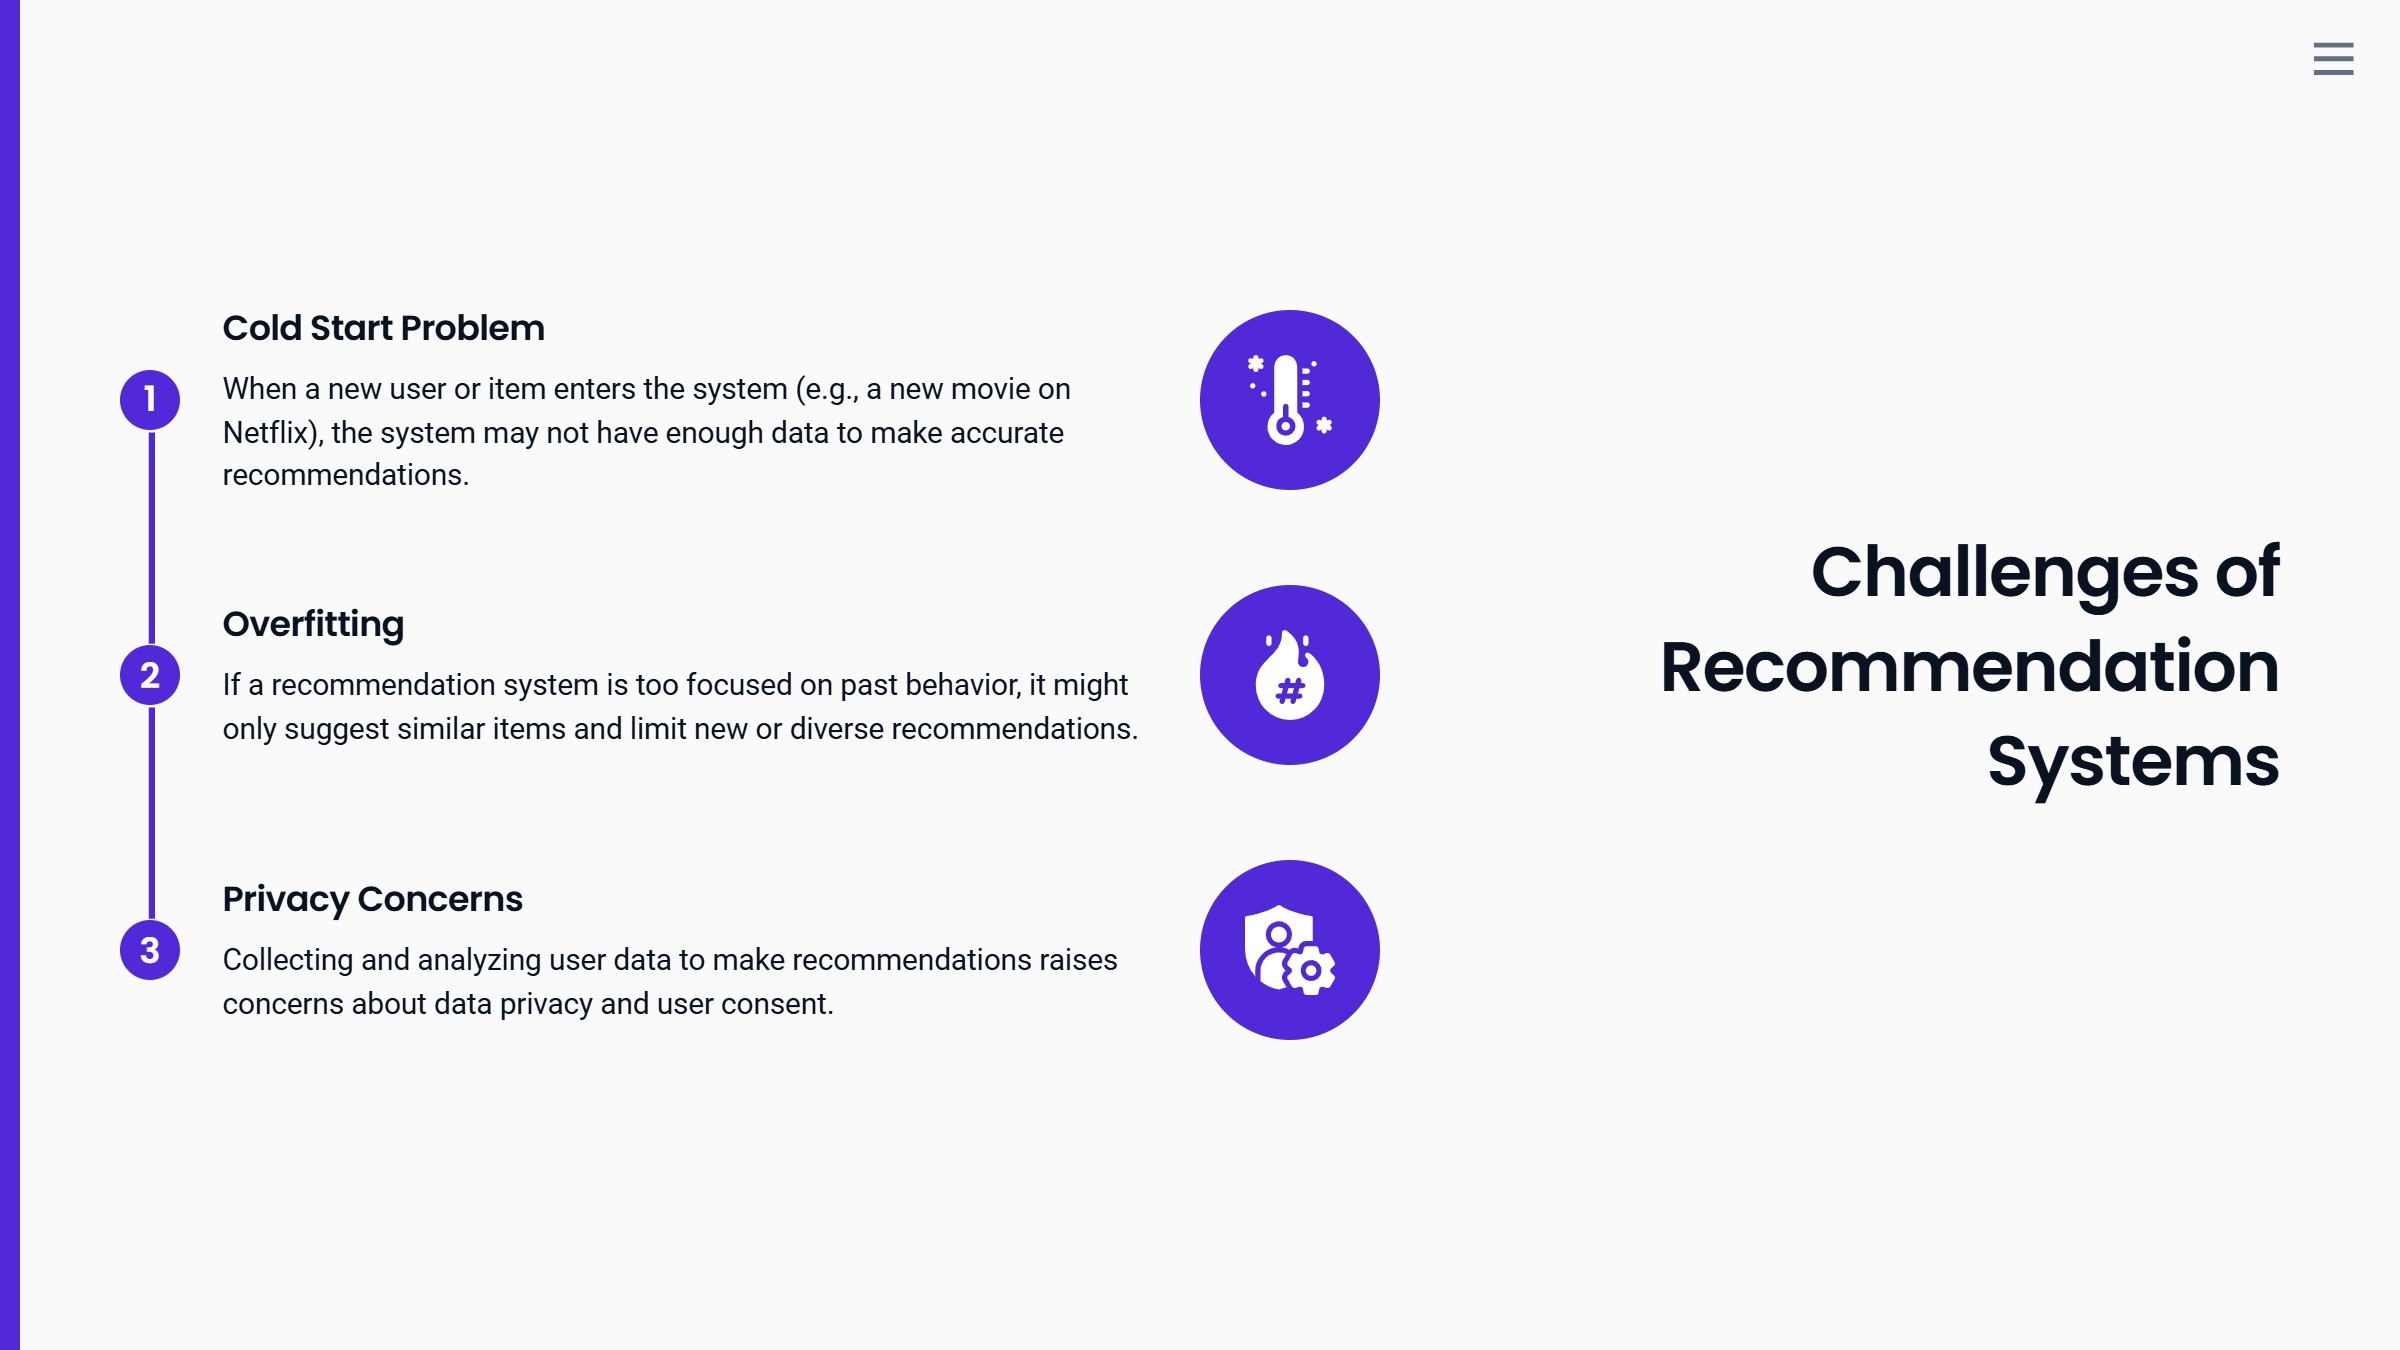 Challenges of
Recommendation
Systems
1
Cold Start Problem
When a new user or item enters the system (e.g., a new movie on
Netflix), the system may not have enough data to make accurate
recommendations.
2
Overfitting
If a recommendation system is too focused on past behavior, it might
only suggest similar items and limit new or diverse recommendations.
#
3
Privacy Concerns
Collecting and analyzing user data to make recommendations raises
concerns about data privacy and user consent.